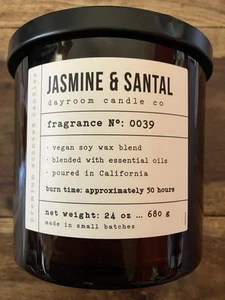 JASMINE & SANTAL
dayroom candle co
fragrance Nº: 0039
· vegan soy wax blend
· blended with essential oils
· poured in California
burn time: approximately 50 hours
net weight: 24 oz ... 680 g
made in small batches